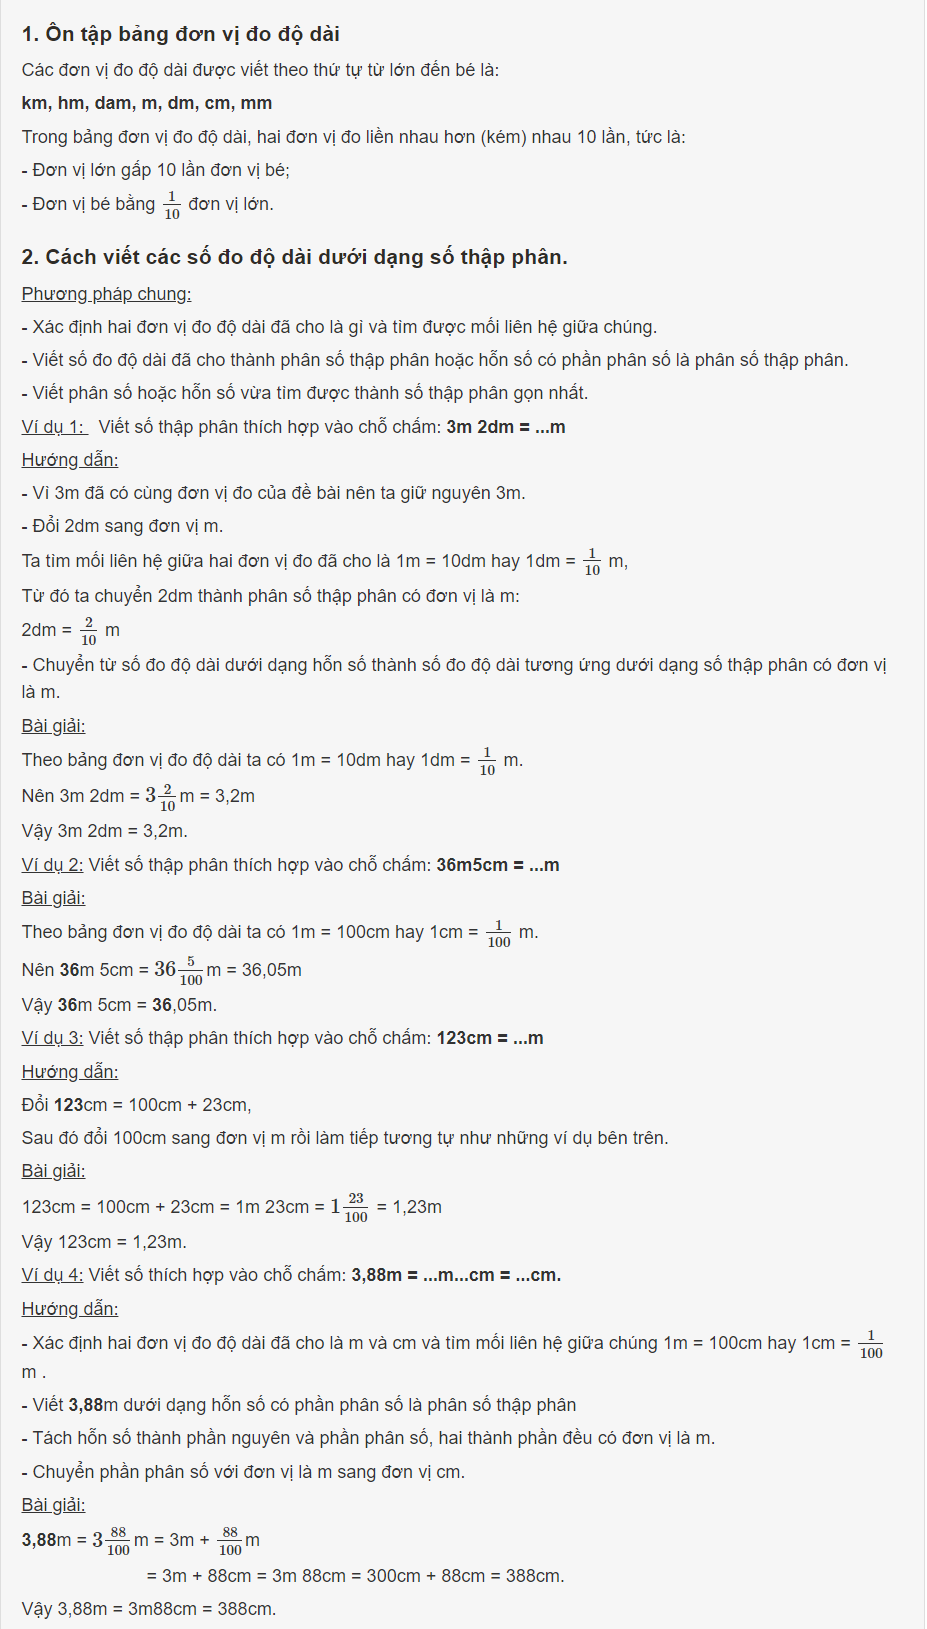 1. Ôn tập bảng đơn vị đo độ dài
Các đơn vị đo độ dài được viết theo thứ tự từ lớn đến bé là:
km, hm, dam, m, dm, cm, mm
Trong bảng đơn vị đo độ dài, hai đơn vị đo liền nhau hơn (kém) nhau 10 lần, tức là:
- Đơn vị lớn gấp 10 lần đơn vị bé;
- Đơn vị bé bằng 1/10 đơn vị lớn.
2. Cách viết các số đo độ dài dưới dạng số thập phân.
Phương pháp chung:
- Xác định hai đơn vị đo độ dài đã cho là gì và tìm được mối liên hệ giữa chúng.
- Viết số đo độ dài đã cho thành phân số thập phân hoặc hỗn số có phần phân số là phân số thập phân.
- Viết phân số hoặc hỗn số vừa tìm được thành số thập phân gọn nhất.
Ví dụ 1: Viết số thập phân thích hợp vào chỗ chấm: 3m 2dm = ...m
Hướng dẫn:
- Vì 3m đã có cùng đơn vị đo của đề bài nên ta giữ nguyên 3m.
- Đổi 2dm sang đơn vị m.
Ta tìm mối liên hệ giữa hai đơn vị đo đã cho là 1m = 10dm hay 1dm = 1/10 m,
Từ đó ta chuyển 2dm thành phân số thập phân có đơn vị là m:
2dm = 2/10 m
- Chuyển từ số đo độ dài dưới dạng hỗn số thành số đo độ dài tương ứng dưới dạng số thập phân có đơn vị
là m.
Bài giải:
Theo bảng đơn vị đo độ dài ta có 1m = 10dm hay 1dm = 1/10 m.
Nên 3m 2dm = 3 2/10 m = 3,2m
Vậy 3m 2dm = 3,2m.
Ví dụ 2: Viết số thập phân thích hợp vào chỗ chấm: 36m5cm = ...m
Bài giải:
Theo bảng đơn vị đo độ dài ta có 1m = 100cm hay 1cm = 1/100 m.
Nên 36m 5cm = 36 5/100 m = 36,05m
Vậy 36m 5cm = 36,05m.
Ví dụ 3: Viết số thập phân thích hợp vào chỗ chấm: 123cm = ...m
Hướng dẫn:
Đổi 123cm = 100cm + 23cm,
Sau đó đổi 100cm sang đơn vị m rồi làm tiếp tương tự như những ví dụ bên trên.
Bài giải:
123cm = 100cm + 23cm = 1m 23cm = 1 23/100 = 1,23m
Vậy 123cm = 1,23m.
Ví dụ 4: Viết số thích hợp vào chỗ chấm: 3,88m = ...m...cm = ...cm.
Hướng dẫn:
- Xác định hai đơn vị đo độ dài đã cho là m và cm và tìm mối liên hệ giữa chúng 1m = 100cm hay 1cm = 1/100
m .
- Viết 3,88m dưới dạng hỗn số có phần phân số là phân số thập phân
- Tách hỗn số thành phần nguyên và phần phân số, hai thành phần đều có đơn vị là m.
- Chuyển phần phân số với đơn vị là m sang đơn vị cm.
Bài giải:
3,88m = 3 88/100 m = 3m + 88/100 m
= 3m + 88cm = 3m 88cm = 300cm + 88cm = 388cm.
Vậy 3,88m = 3m88cm = 388cm.